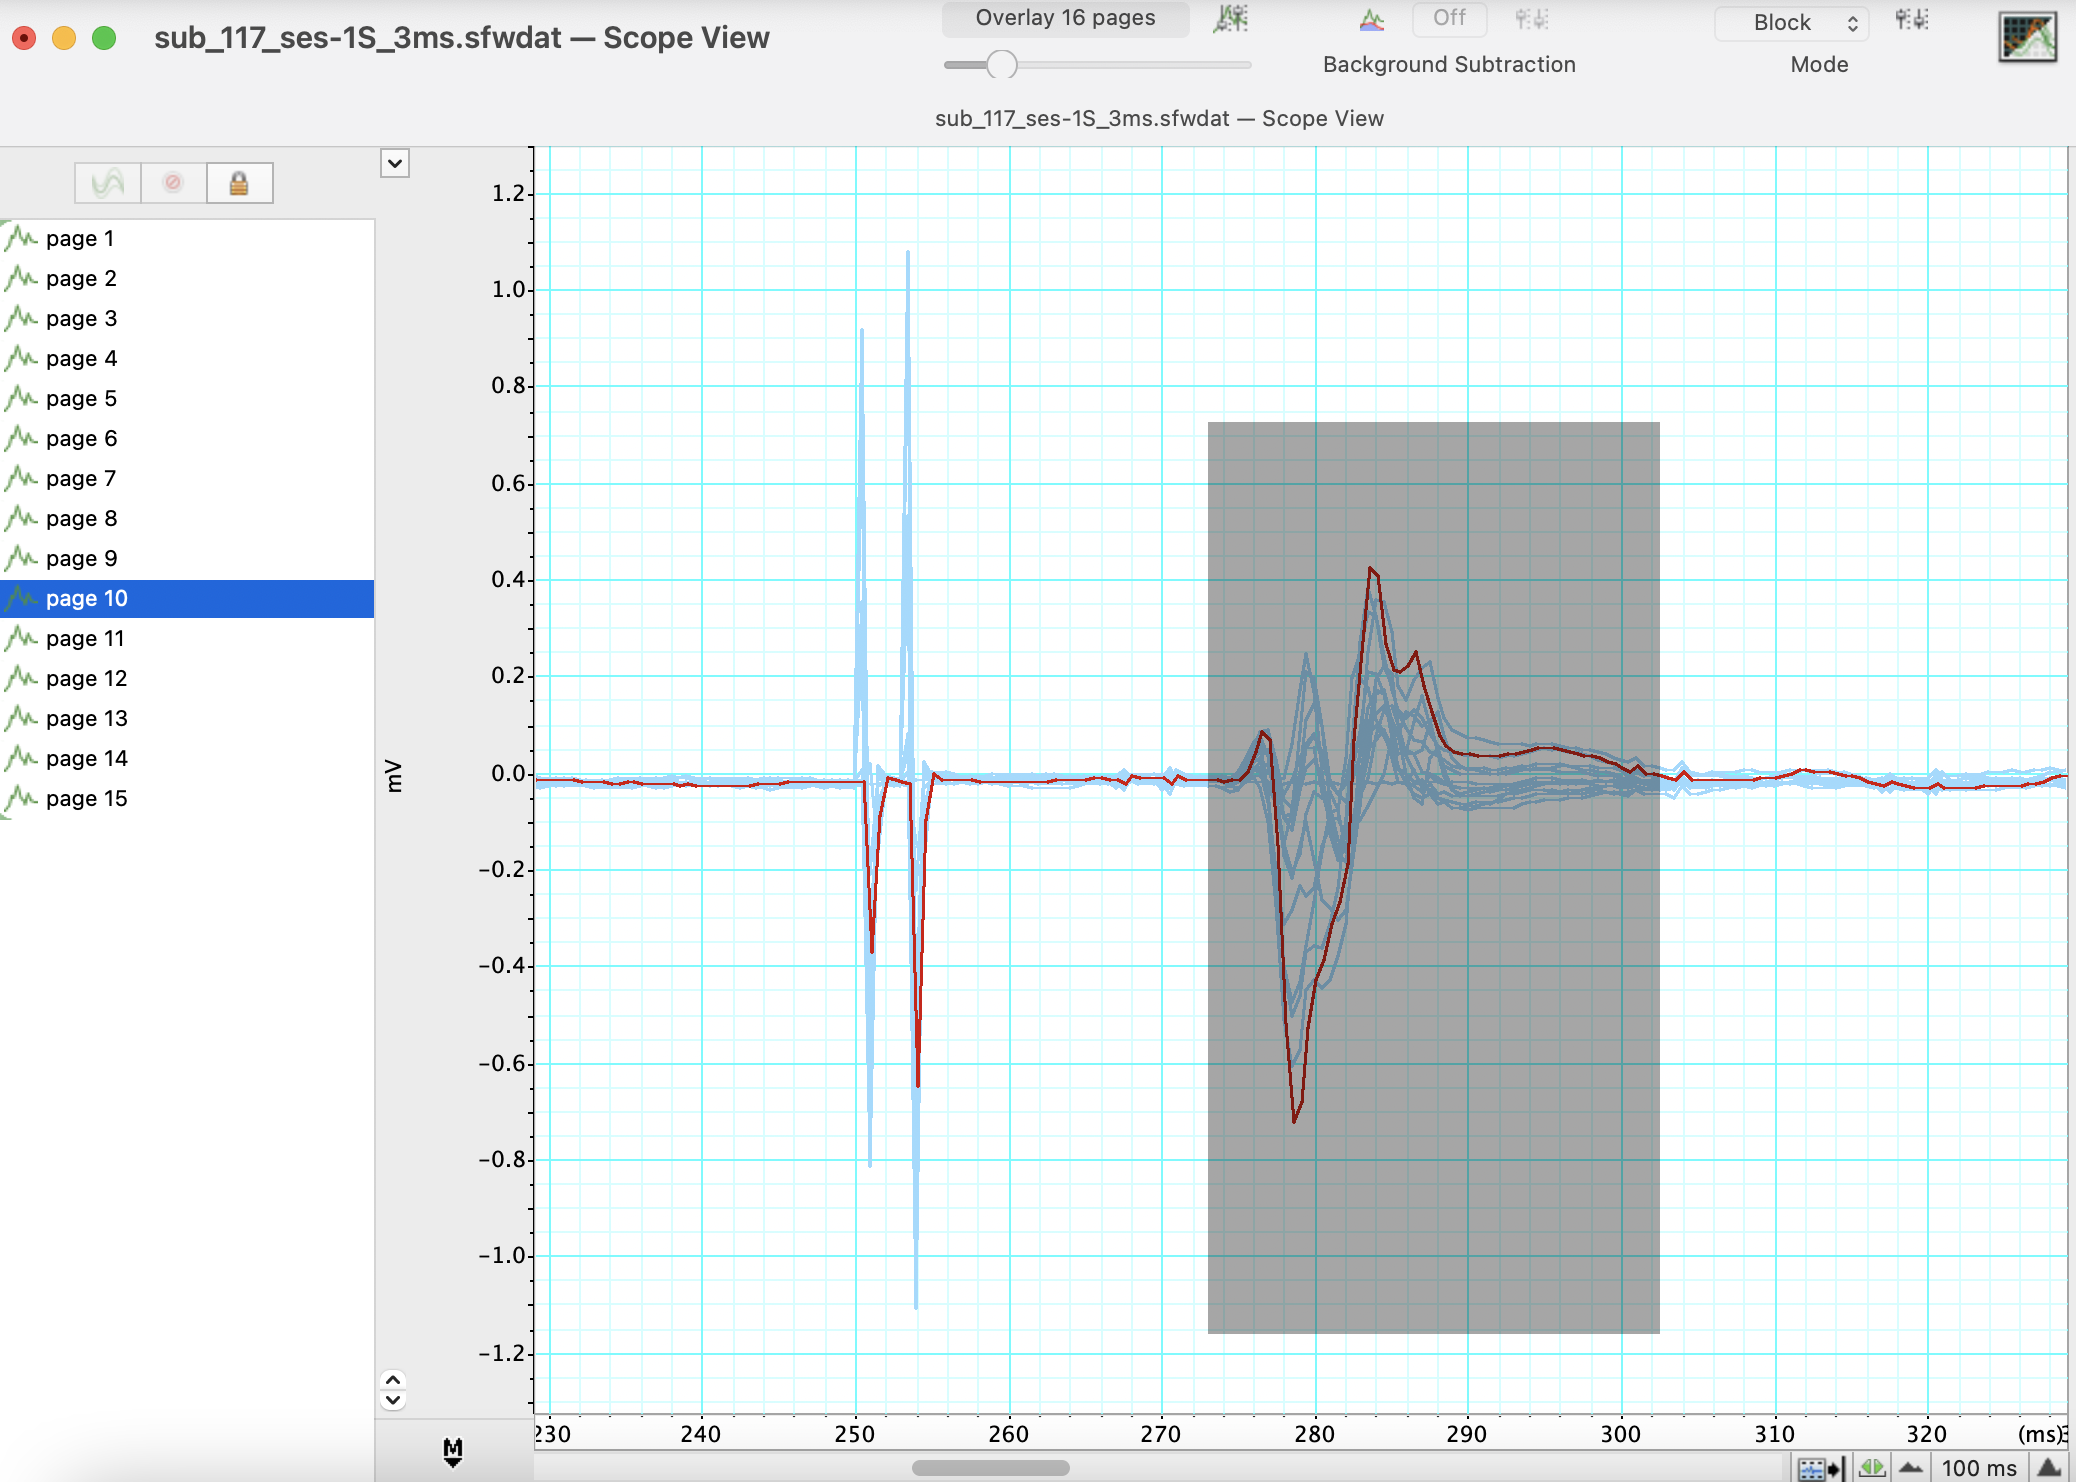 sub_117_ses-1S_3ms.sfwdat — Scope View
Overlay 16 pages
Off
Background Subtraction
Block
Mode
sub_117_ses-1S_3ms.sfwdat — Scope View
page 1
page 2
page 3
page 4
page 5
page 6
page 7
page 8
page 9
page 10
page 11
page 12
page 13
page 14
page 15
mV
1.2
1.0
0.8
0.6
0.4
0.2
0.0
−0.2
−0.4
−0.6
−0.8
−1.0
−1.2
M
230 240 250 260 270 280 290 300 310 320 (ms)
100 ms